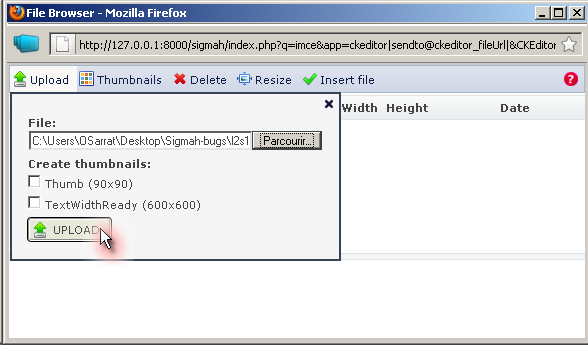 File Browser - Mozilla Firefox
http://127.0.0.1:8000/sigmah/index.php?q=imce&app=ckeditor|sendto@ckeditor_fileUrl|&CKEditor
Upload Thumbnails Delete Resize Insert file ?
Width Height Date
File:
C:\Users\OSarrat\Desktop\Sigmah-bugs\I2s1 Parcourir...
Create thumbnails:
Thumb (90x90)
TextWidthReady (600x600)
UPLOAD